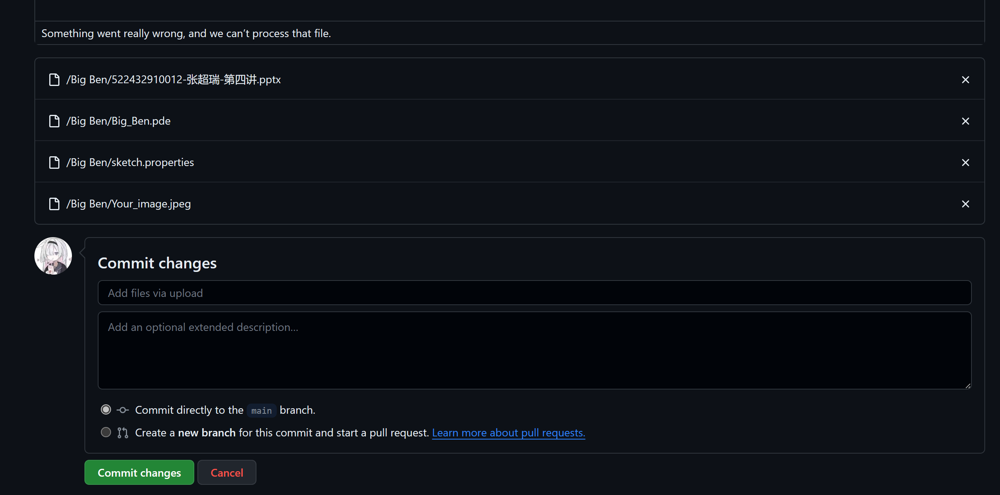 Something went really wrong, and we can’t process that file.
/Big Ben/522432910012-张超瑞-第四讲.pptx
/Big Ben/Big_Ben.pde
/Big Ben/sketch.properties
/Big Ben/Your_image.jpeg
Commit changes
Add files via upload
Add an optional extended description...
Commit directly to the main branch.
Create a new branch for this commit and start a pull request. Learn more about pull requests.
Commit changes Cancel